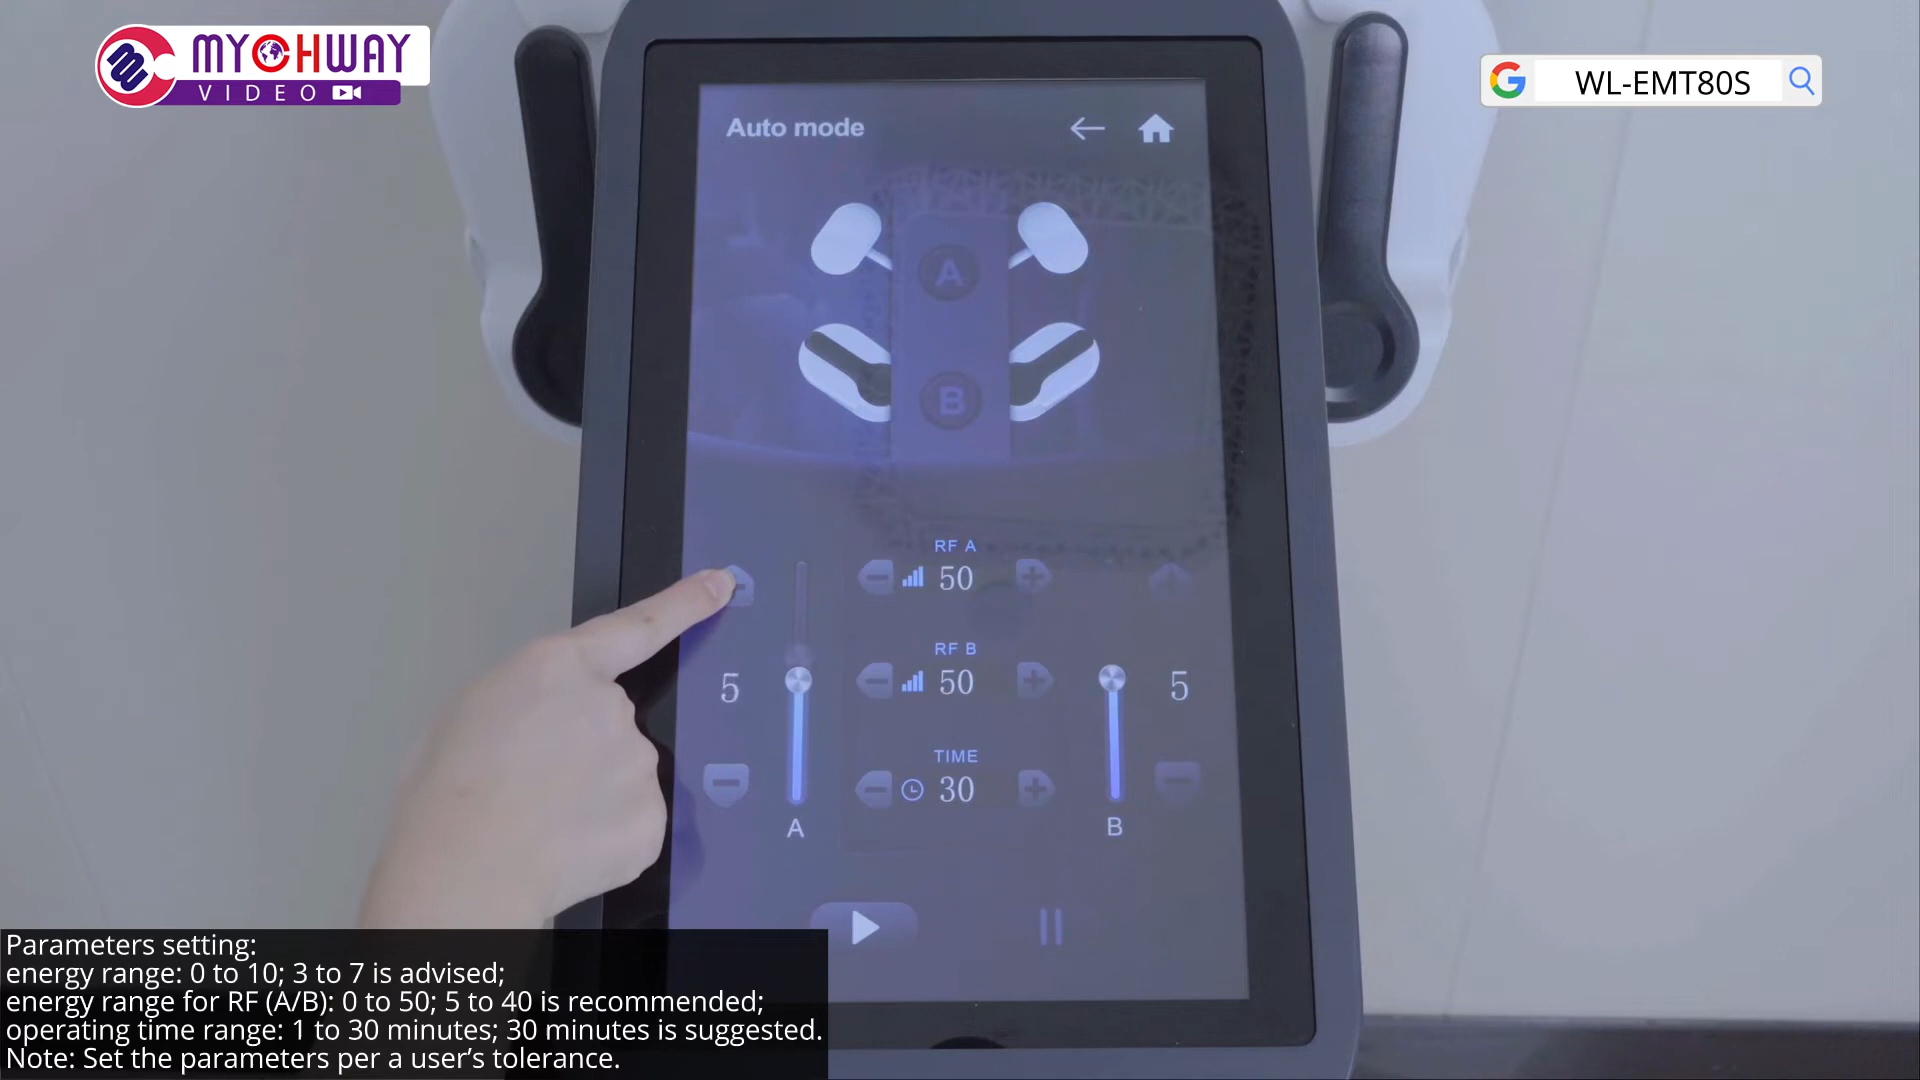 MYCHWAY
VIDEO
WL-EMT80S
Auto mode
A
B
RF A
50
RF B
50
5
5
TIME
30
A
B
Parameters setting:
energy range: 0 to 10; 3 to 7 is advised;
energy range for RF (A/B): 0 to 50; 5 to 40 is recommended;
operating time range: 1 to 30 minutes; 30 minutes is suggested.
Note: Set the parameters per a user’s tolerance.